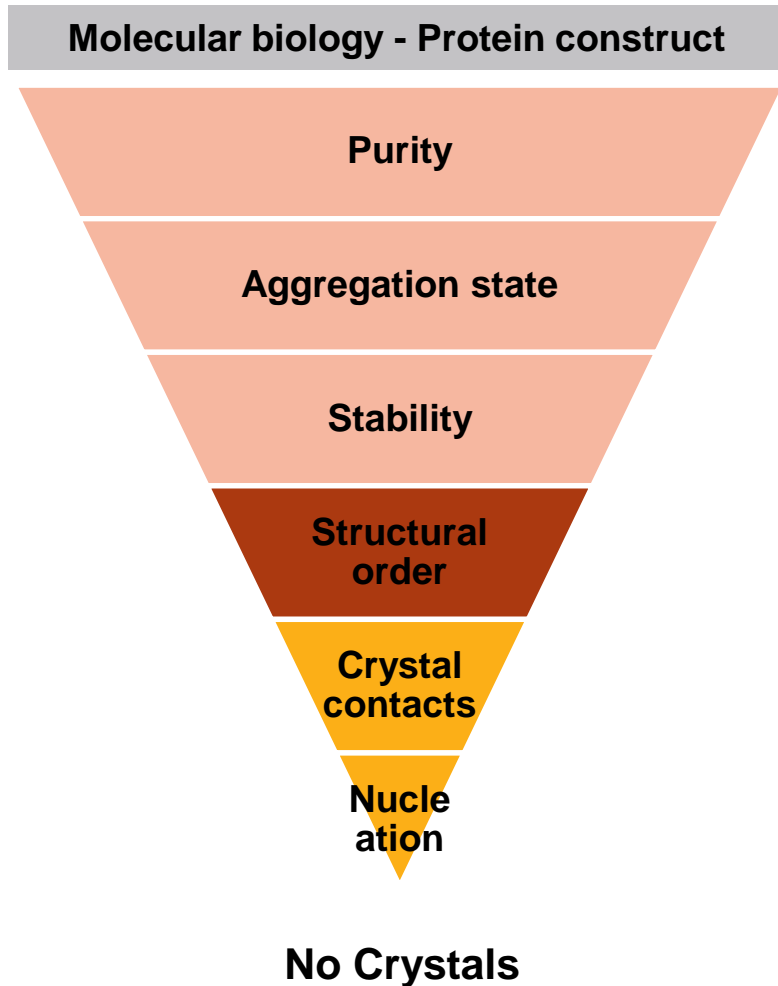 Molecular biology - Protein construct
Purity
Aggregation state
Stability
Structural
order
Crystal
contacts
Nucle
ation
No Crystals